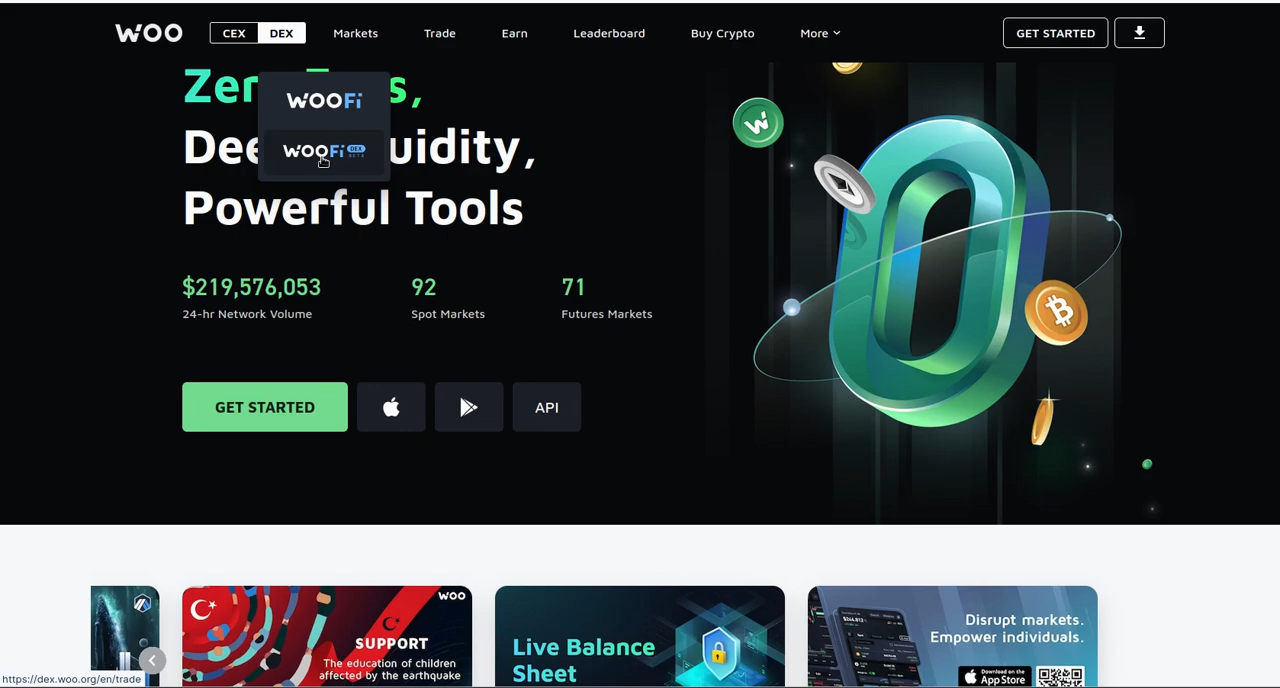 WOO
CEX DEX Markets Trade Earn Leaderboard Buy Crypto More GET STARTED
WOOFi
WOOFi DEX
BETA
Powerful Tools
$219,576,053 92 71
24-hr Network Volume Spot Markets Futures Markets
GET STARTED API
WOO
SUPPORT
The education of children
affected by the earthquake
Live Balance
Sheet
Disrupt markets.
Empower individuals.
Download on the
App Store
https://dex.woo.org/en/trade